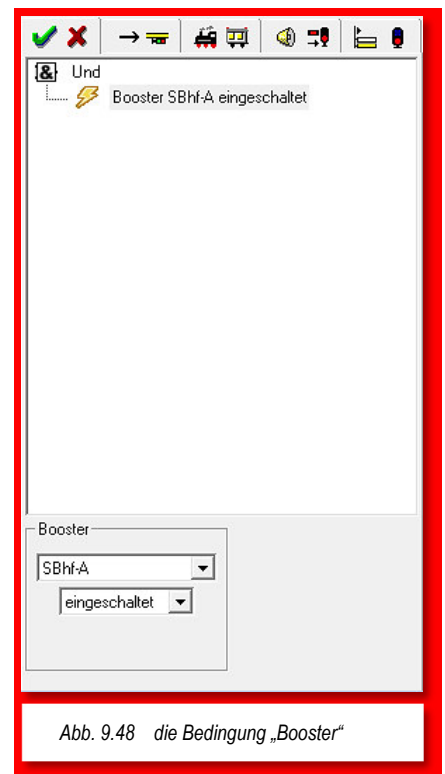 & Und
Booster SBhf-A eingeschaltet
Booster
SBhf-A
eingeschaltet
Abb. 9.48 die Bedingung „Booster“